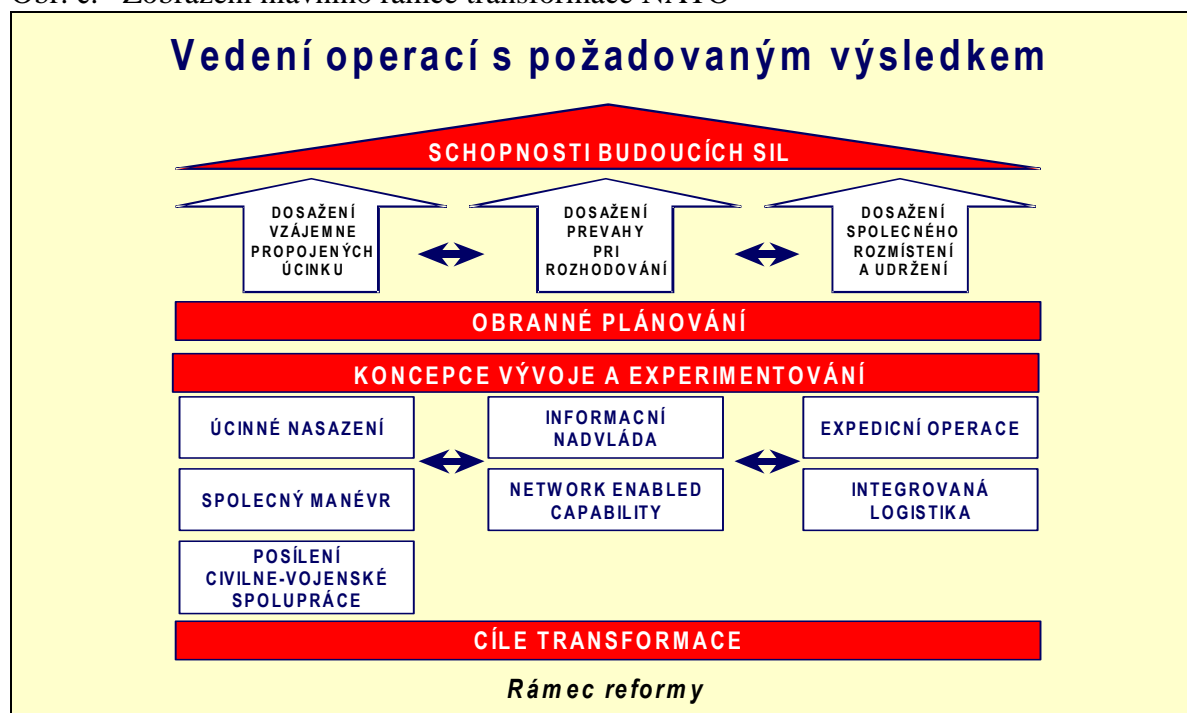 Obr. c.  Zobrazení hlavního rámce transformace NATO
Vedení operací s požadovaným výsledkem
SCHOPNOSTI BUDOUCÍCH SIL
DOSAŽENÍ
VZÁJEMNE
PROPOJENÝCH
ÚCINKU
DOSAŽENÍ
PREVAHY
PRI
ROZHODOVÁNÍ
DOSAŽENÍ
SPOLECNÉHO
ROZMÍSTENÍ
A UDRŽENÍ
OBRANNÉ PLÁNOVÁNÍ
KONCEPCE VÝVOJE A EXPERIMENTOVÁNÍ
ÚCINNÉ NASAZENÍ
INFORMACNÍ
NADVLÁDA
EXPEDICNÍ OPERACE
SPOLECNÝ MANÉVR
NETWORK ENABLED
CAPABILITY
INTEGROVANÁ
LOGISTIKA
POSÍLENÍ
CIVILNE-VOJENSKÉ
SPOLUPRÁCE
CÍLE TRANSFORMACE
Rámec reformy